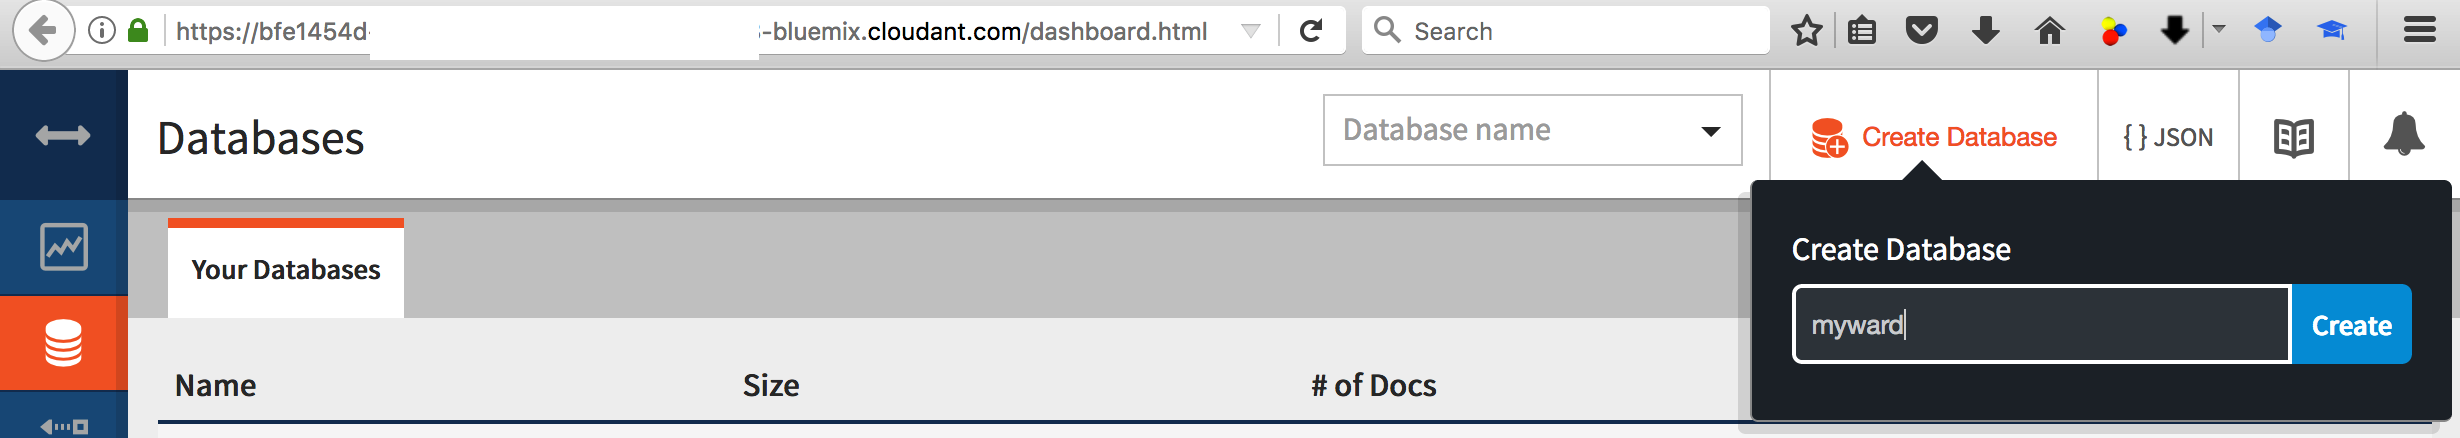 https://bfe1454d-
-bluemix.cloudant.com/dashboard.html
Search
Databases
Database name
Create Database
{ } JSON
Your Databases
Create Database
myward
Create
Name
Size
# of Docs